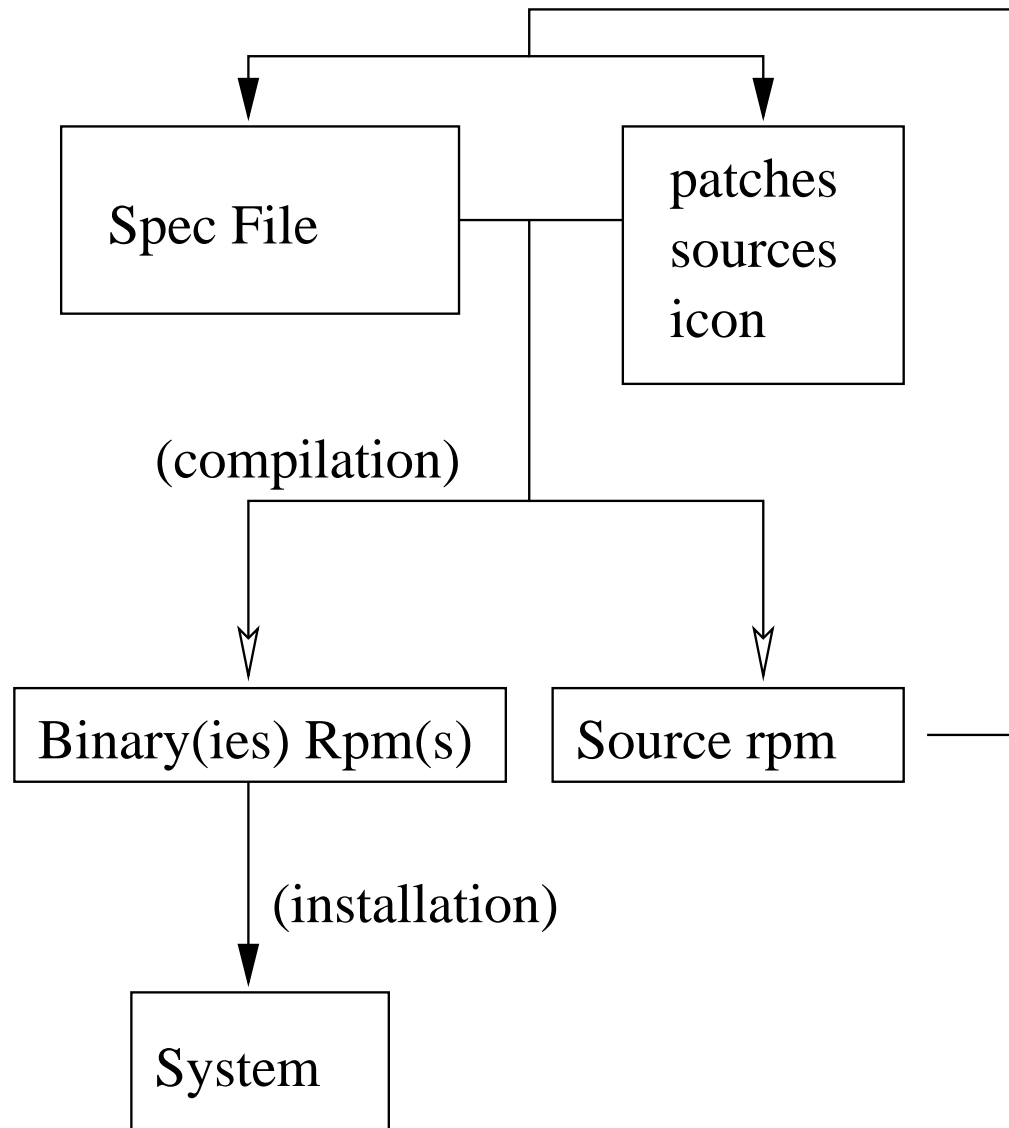 Spec File
patches
sources
icon
(compilation)
Binary(ies) Rpm(s)
Source rpm
(installation)
System